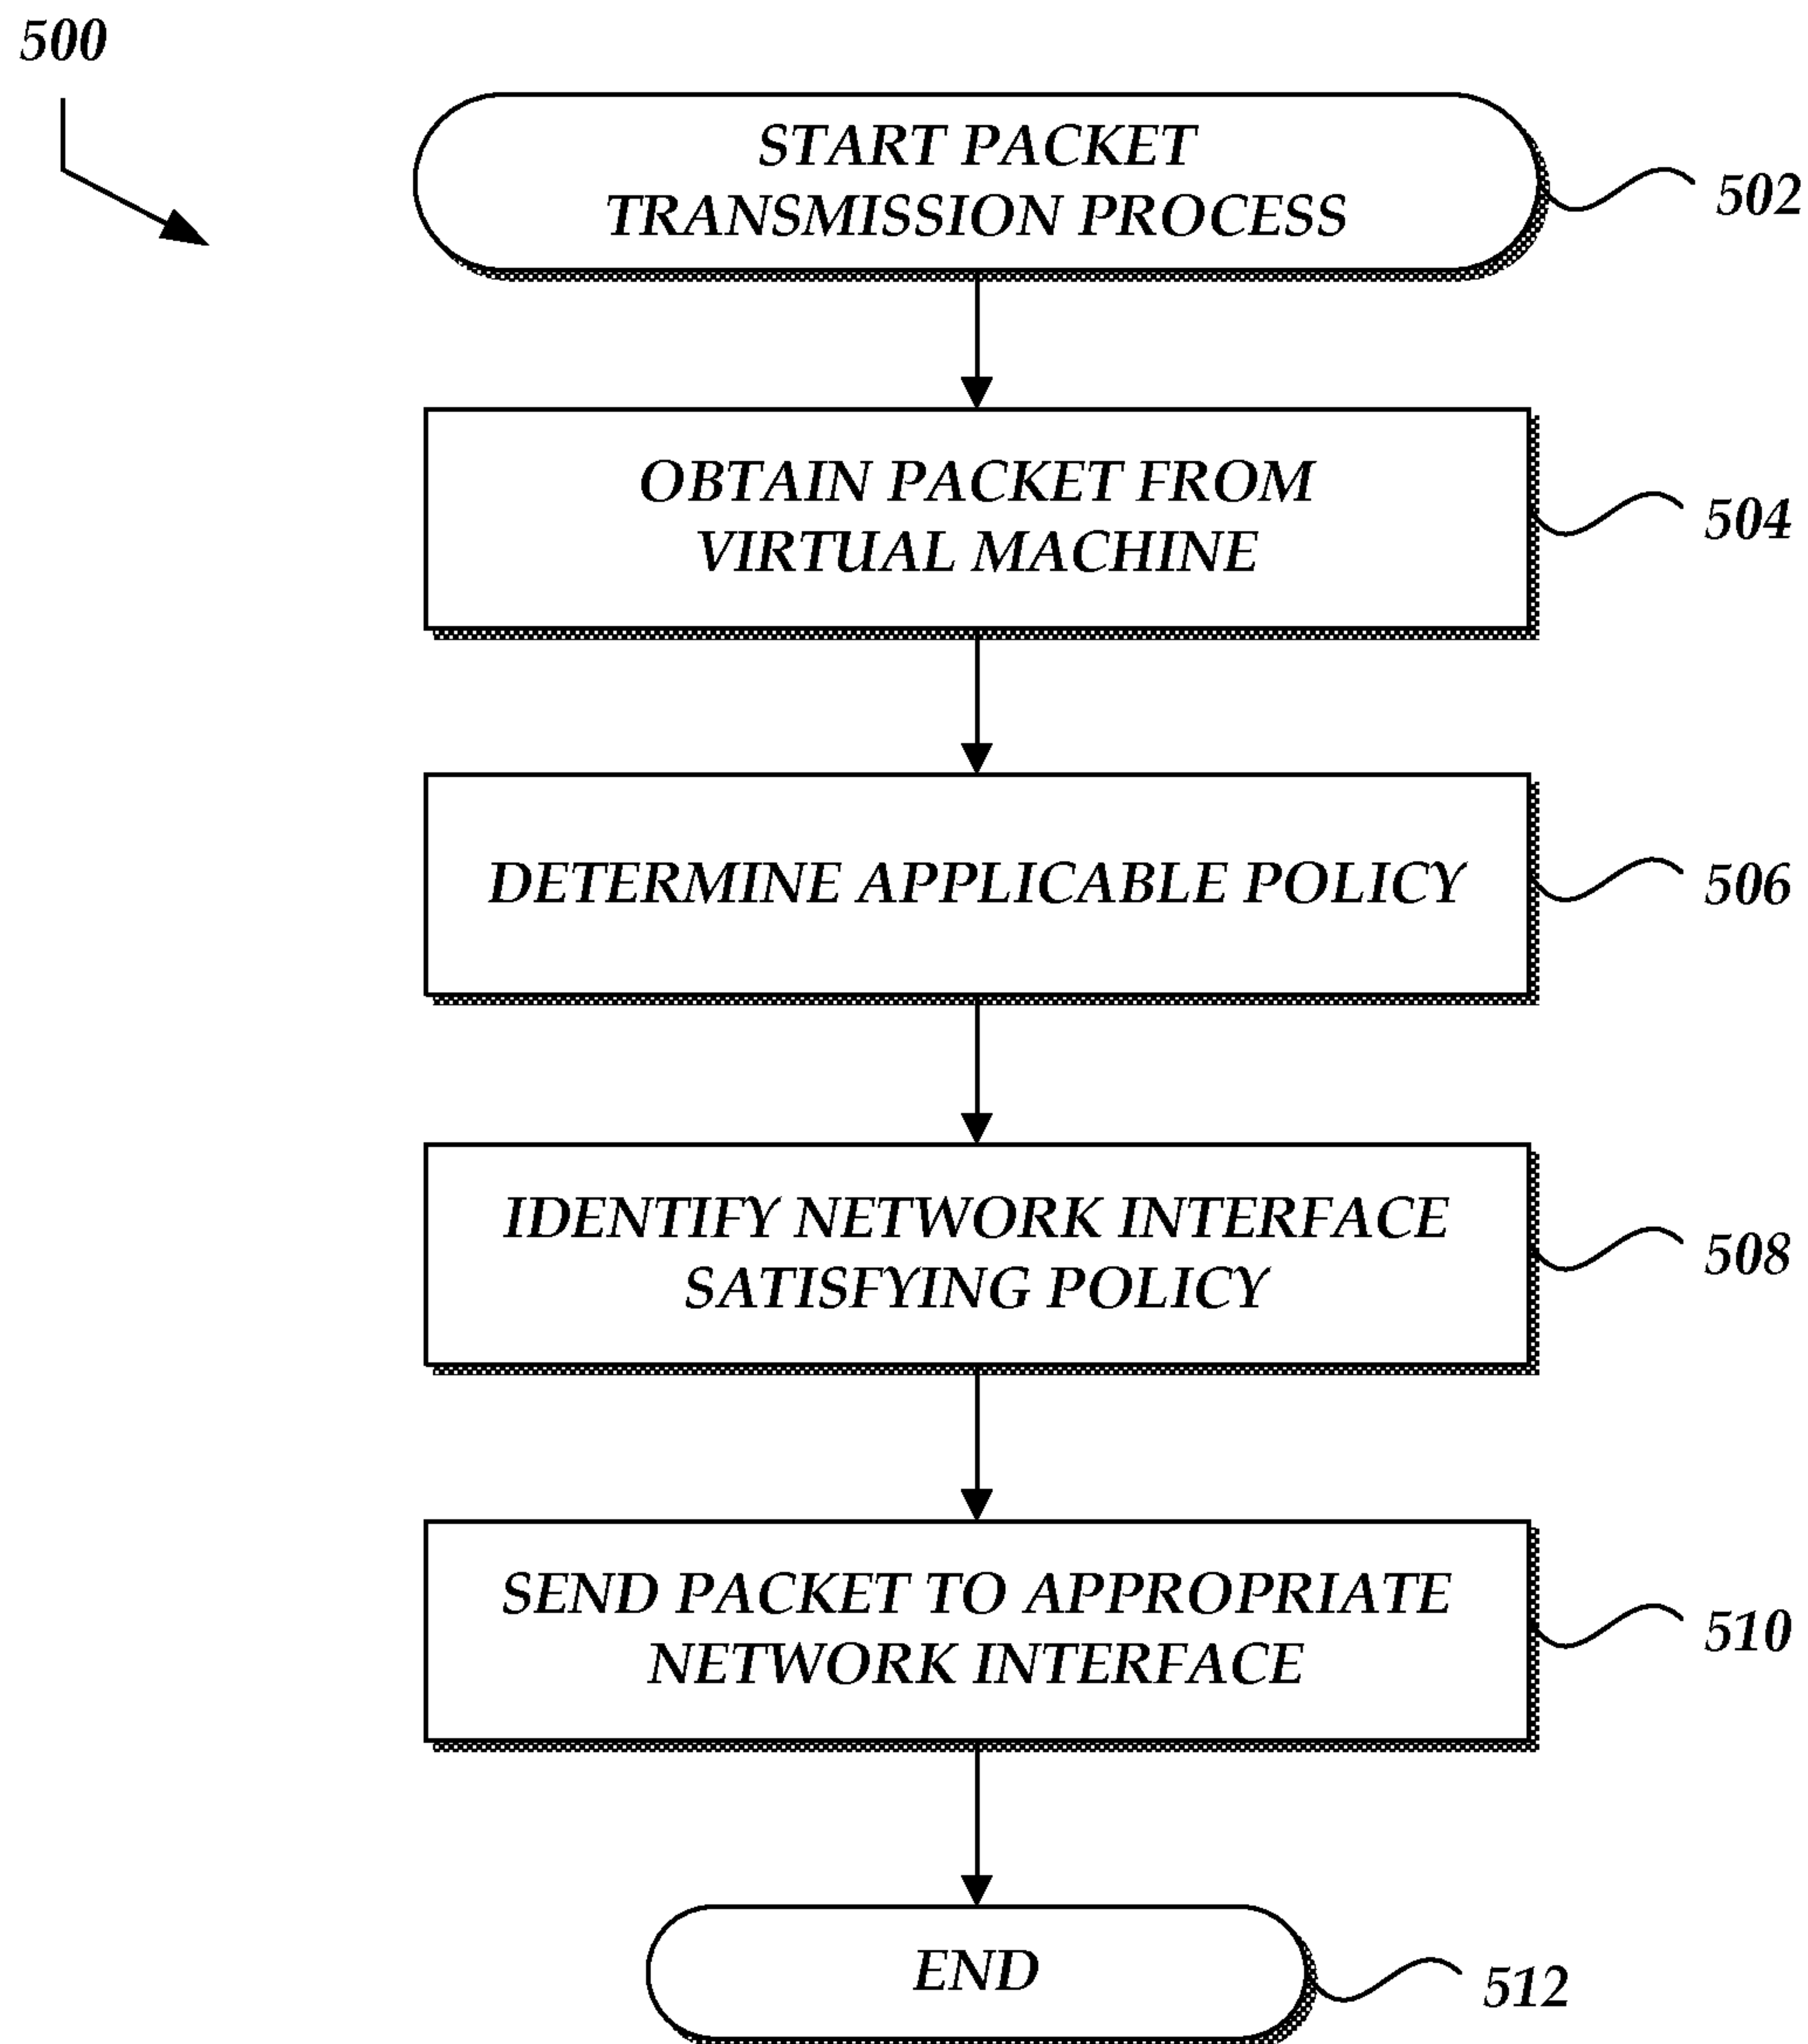 500
START PACKET
TRANSMISSION PROCESS
502
OBTAIN PACKET FROM
VIRTUAL MACHINE
504
DETERMINE APPLICABLE POLICY
506
IDENTIFY NETWORK INTERFACE
SATISFYING POLICY
508
SEND PACKET TO APPROPRIATE
NETWORK INTERFACE
510
END
512